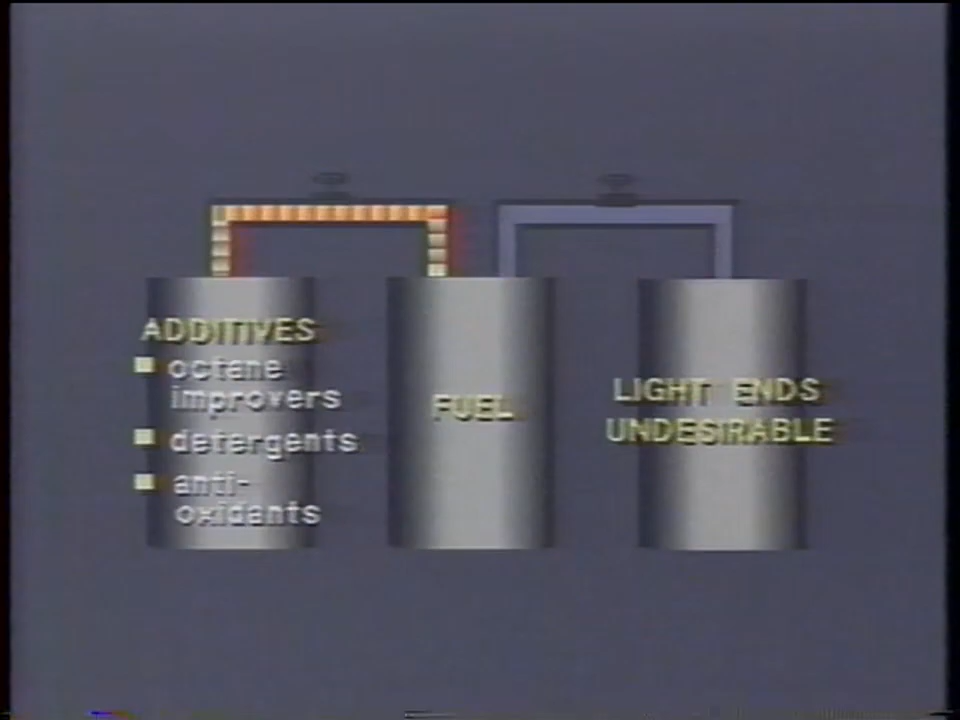 ADDITIVES
octane
improvers
detergents
anti-
oxidants
FUEL
LIGHT ENDS
UNDESIRABLE